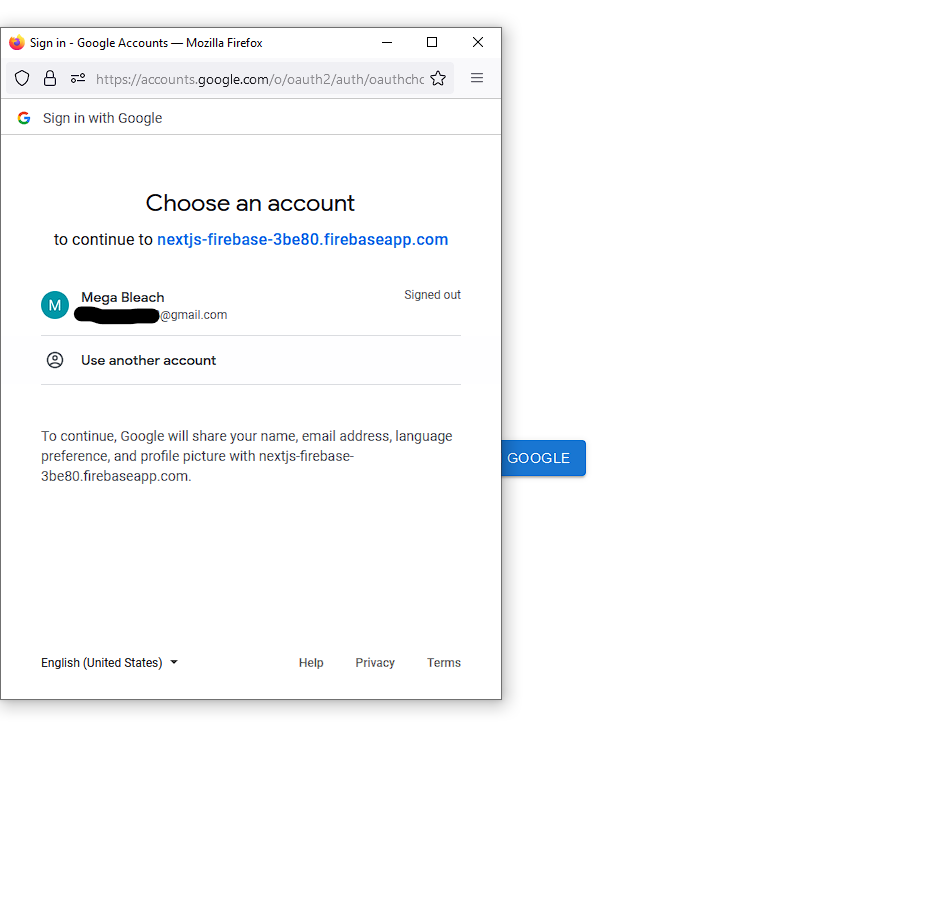 Sign in - Google Accounts — Mozilla Firefox
https://accounts.google.com/o/oauth2/auth/oauthcho
Sign in with Google
Choose an account
to continue to nextjs-firebase-3be80.firebaseapp.com
M
Mega Bleach
Signed out
@gmail.com
Use another account
To continue, Google will share your name, email address, language
preference, and profile picture with nextjs-firebase-
3be80.firebaseapp.com.
GOOGLE
English (United States)
Help
Privacy
Terms